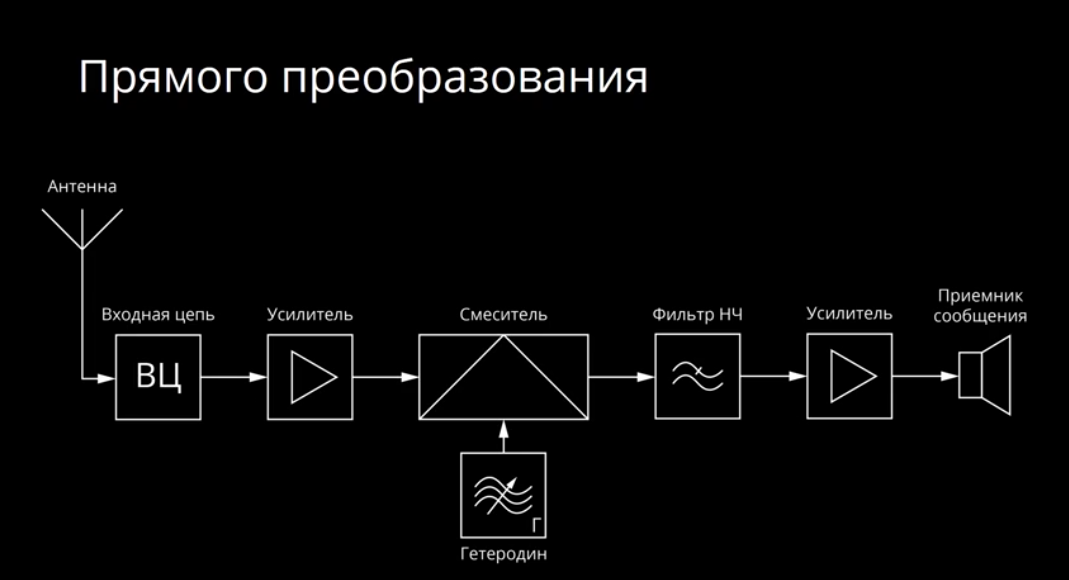 Прямого преобразования
Антенна
Входная цепь
Усилитель
Смеситель
Фильтр НЧ
Усилитель
Приемник
сообщения
ВЦ
Г
Гетеродин